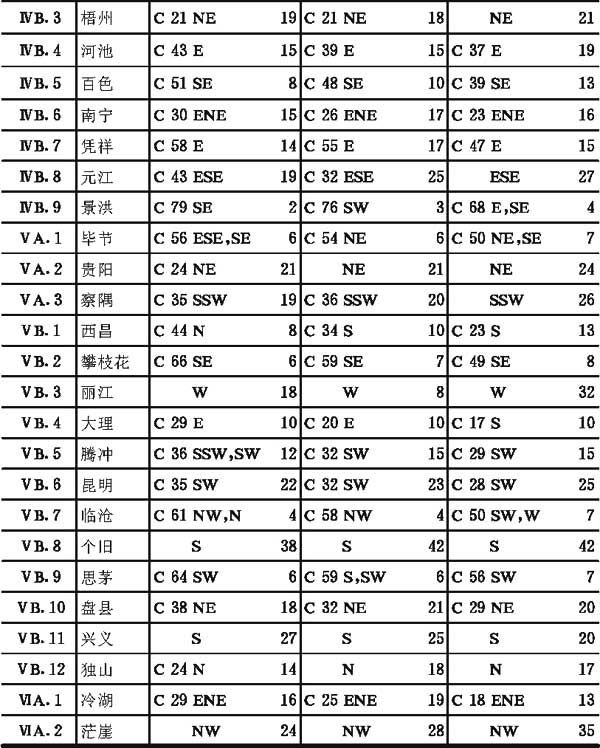 ⅣB.3 梧州 C 21 NE 19 C 21 NE 18 NE 21
ⅣB.4 河池 C 43 E 15 C 39 E 15 C 37 E 19
ⅣB.5 百色 C 51 SE 8 C 48 SE 10 C 39 SE 13
ⅣB.6 南宁 C 30 ENE 15 C 26 ENE 17 C 23 ENE 16
ⅣB.7 凭祥 C 58 E 14 C 55 E 17 C 47 E 15
ⅣB.8 元江 C 43 ESE 19 C 32 ESE 25 ESE 27
ⅣB.9 景洪 C 79 SE 2 C 76 SW 3 C 68 E,SE 4
ⅤA.1 毕节 C 56 ESE,SE 6 C 54 NE 6 C 50 NE,SE 7
ⅤA.2 贵阳 C 24 NE 21 NE 21 NE 24
ⅤA.3 察隅 C 35 SSW 19 C 36 SSW 20 SSW 26
ⅤB.1 西昌 C 44 N 8 C 34 S 10 C 23 S 13
ⅤB.2 攀枝花 C 66 SE 6 C 59 SE 7 C 49 SE 8
ⅤB.3 丽江 W 18 W 8 W 32
ⅤB.4 大理 C 29 E 10 C 20 E 10 C 17 S 10
ⅤB.5 腾冲 C 36 SSW,SW 12 C 32 SW 15 C 29 SW 15
ⅤB.6 昆明 C 35 SW 22 C 32 SW 23 C 28 SW 25
ⅤB.7 临沧 C 61 NW,N 4 C 58 NW 4 C 50 SW,W 7
ⅤB.8 个旧 S 38 S 42 S 42
ⅤB.9 思茅 C 64 SW 6 C 59 S,SW 6 C 56 SW 7
ⅤB.10 盘县 C 38 NE 18 C 32 NE 21 C 29 NE 20
ⅤB.11 兴义 S 27 S 25 S 20
ⅤB.12 独山 C 24 N 14 N 18 N 17
ⅥA.1 冷湖 C 29 ENE 16 C 25 ENE 19 C 18 ENE 13
ⅥA.2 茫崖 NW 24 NW 28 NW 35